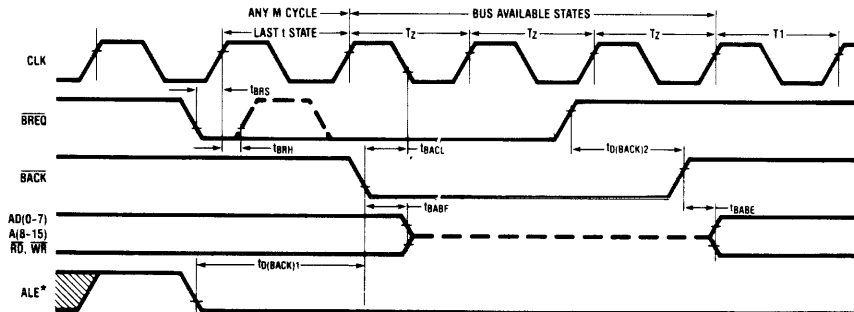 ANY M CYCLE BUS AVAILABLE STATES
LAST t STATE TZ TZ TZ T1
CLK
tBRS
BREQ
tBRH tBACL tD(BACK)2
BACK
tBABF tBABE
AD(0-7)
A(8-15)
RD, WR
tD(BACK)1
ALE*